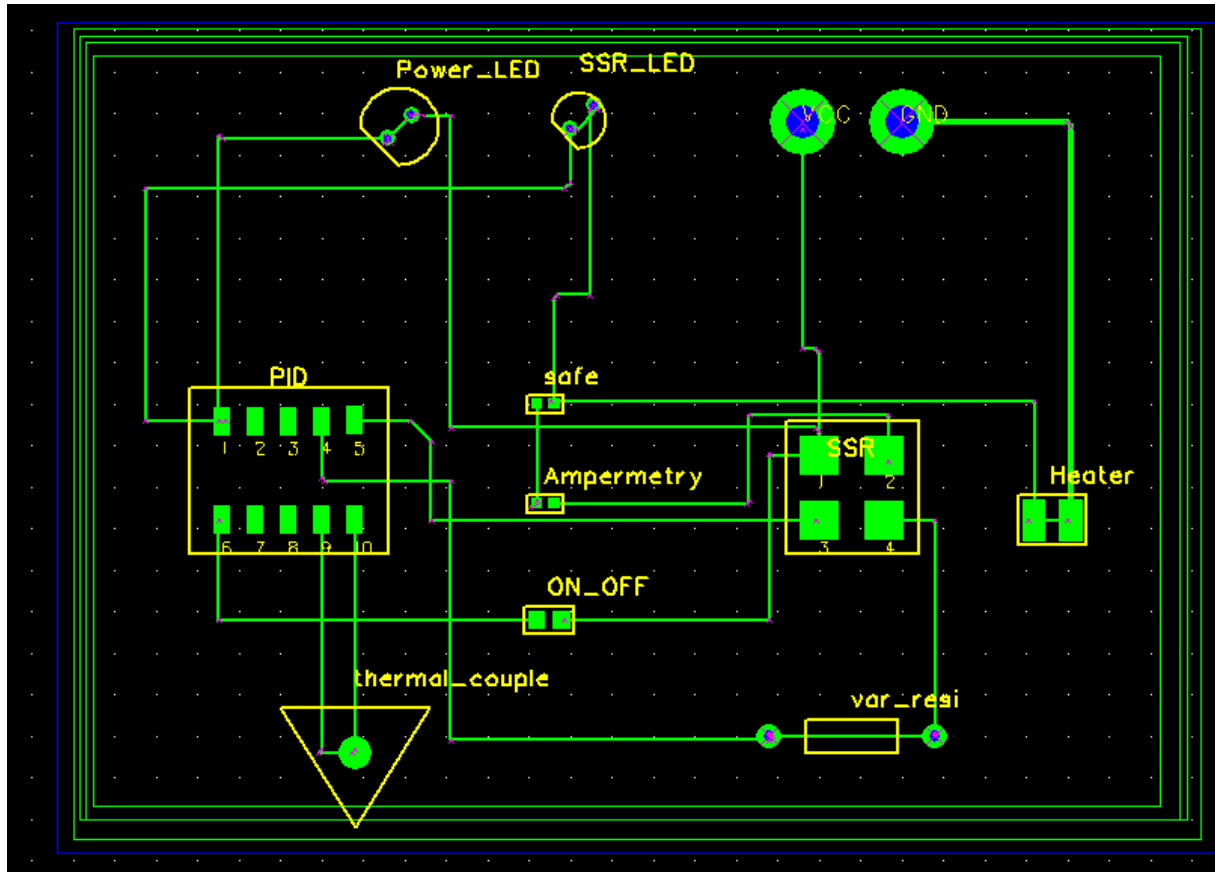 Power_LED
SSR_LED
VCC
GND
PID
safe
1 2 3 4 5
SSR
1 2
Ampermetry
Heater
6 7 8 9 10
3 4
ON_OFF
thermal_couple
var_resi